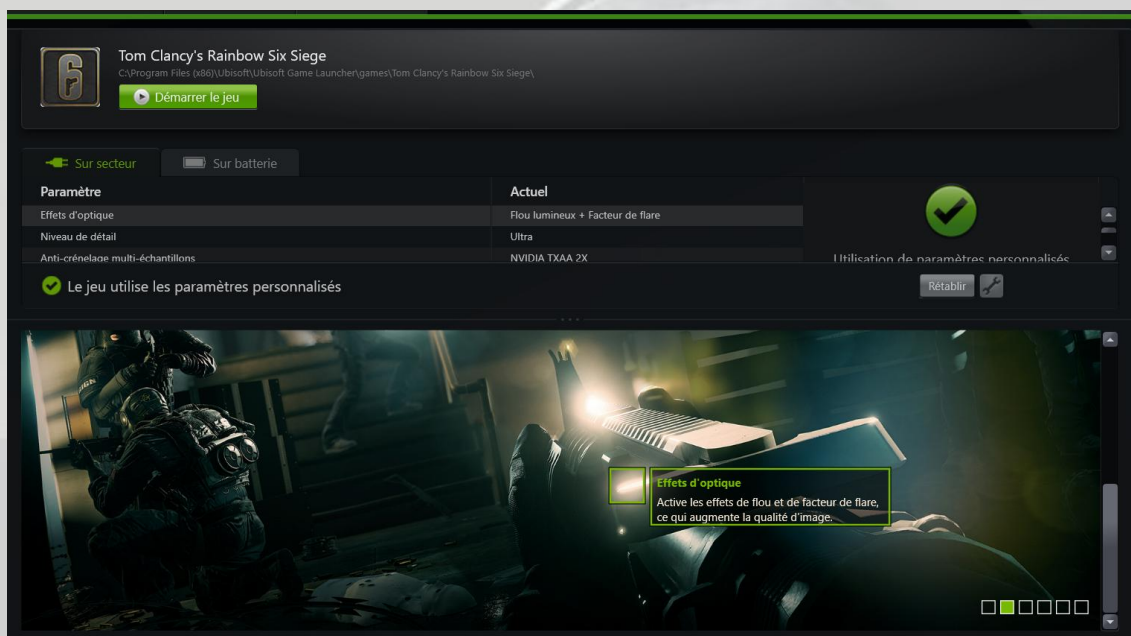 Tom Clancy's Rainbow Six Siege
C:\Program Files (x86)\Ubisoft\Ubisoft Game Launcher\games\Tom Clancy's Rainbow Six Siege\
Démarrer le jeu
Sur secteur
Sur batterie
Paramètre
Actuel
Effets d'optique
Flou lumineux + Facteur de flare
Niveau de détail
Ultra
Anti-crénelage multi-échantillons
NVIDIA TXAA 2X
Utilisation de paramètres personnalisés
Le jeu utilise les paramètres personnalisés
Rétablir
Effets d'optique
Active les effets de flou et de facteur de flare,
ce qui augmente la qualité d'image.